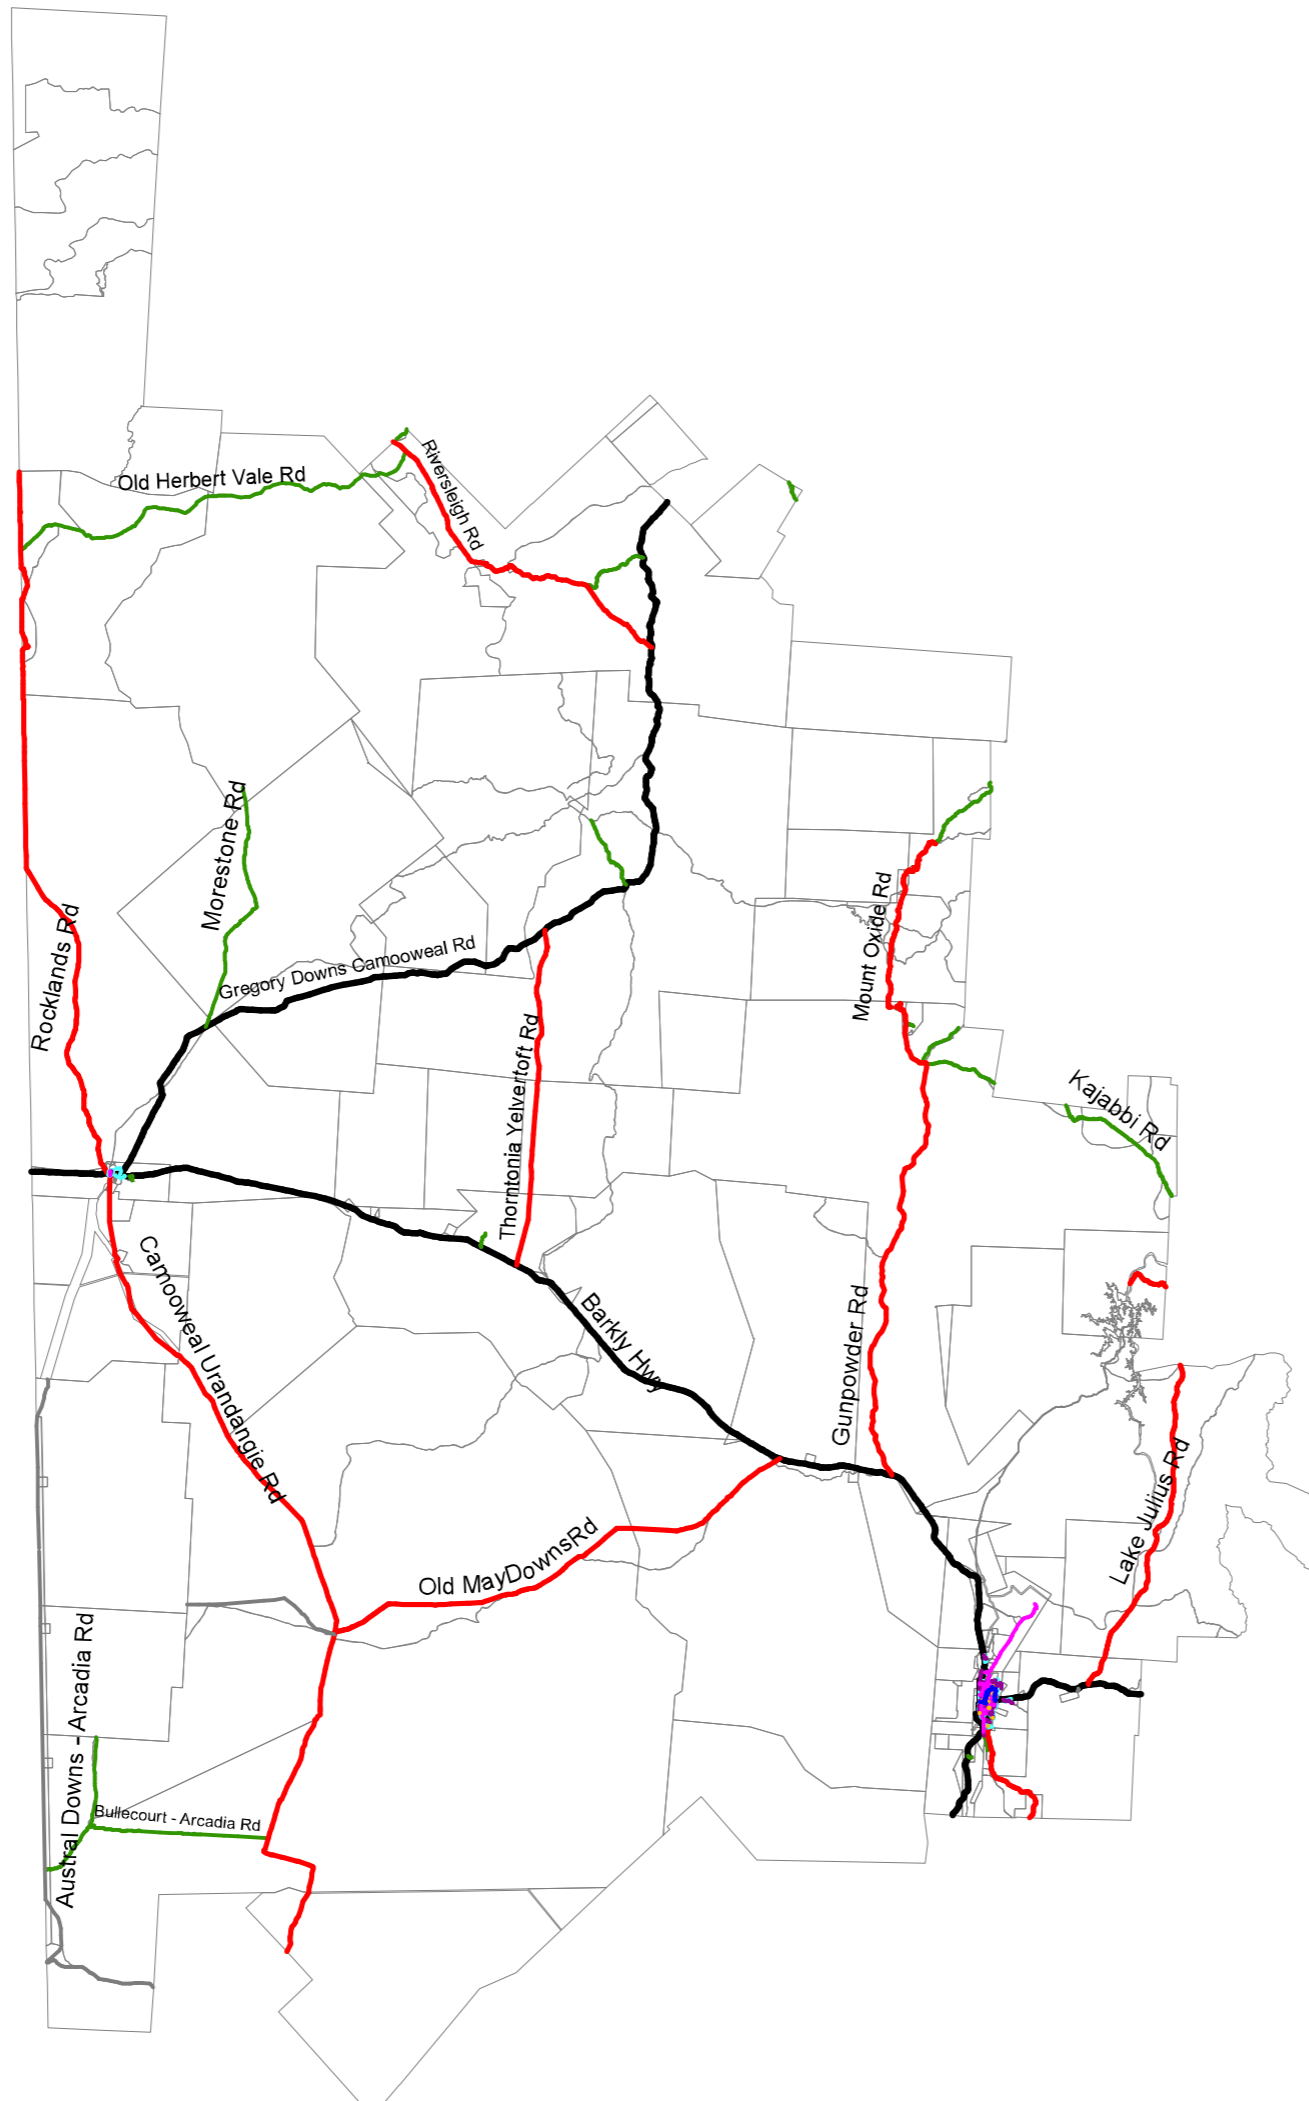 Old Herbert Vale Rd
Riversleigh Rd
Morestone Rd
Mount Oxide Rd
Rocklands Rd
Gregory Downs Camooweal Rd
Thorntonia Yelvertoft Rd
Kajabbi Rd
Camooweal Urandangie Rd
Barkly Hwy
Gunpowder Rd
Lake Julius Rd
Old MayDownsRd
Austral Downs - Arcadia Rd
Bullecourt - Arcadia Rd